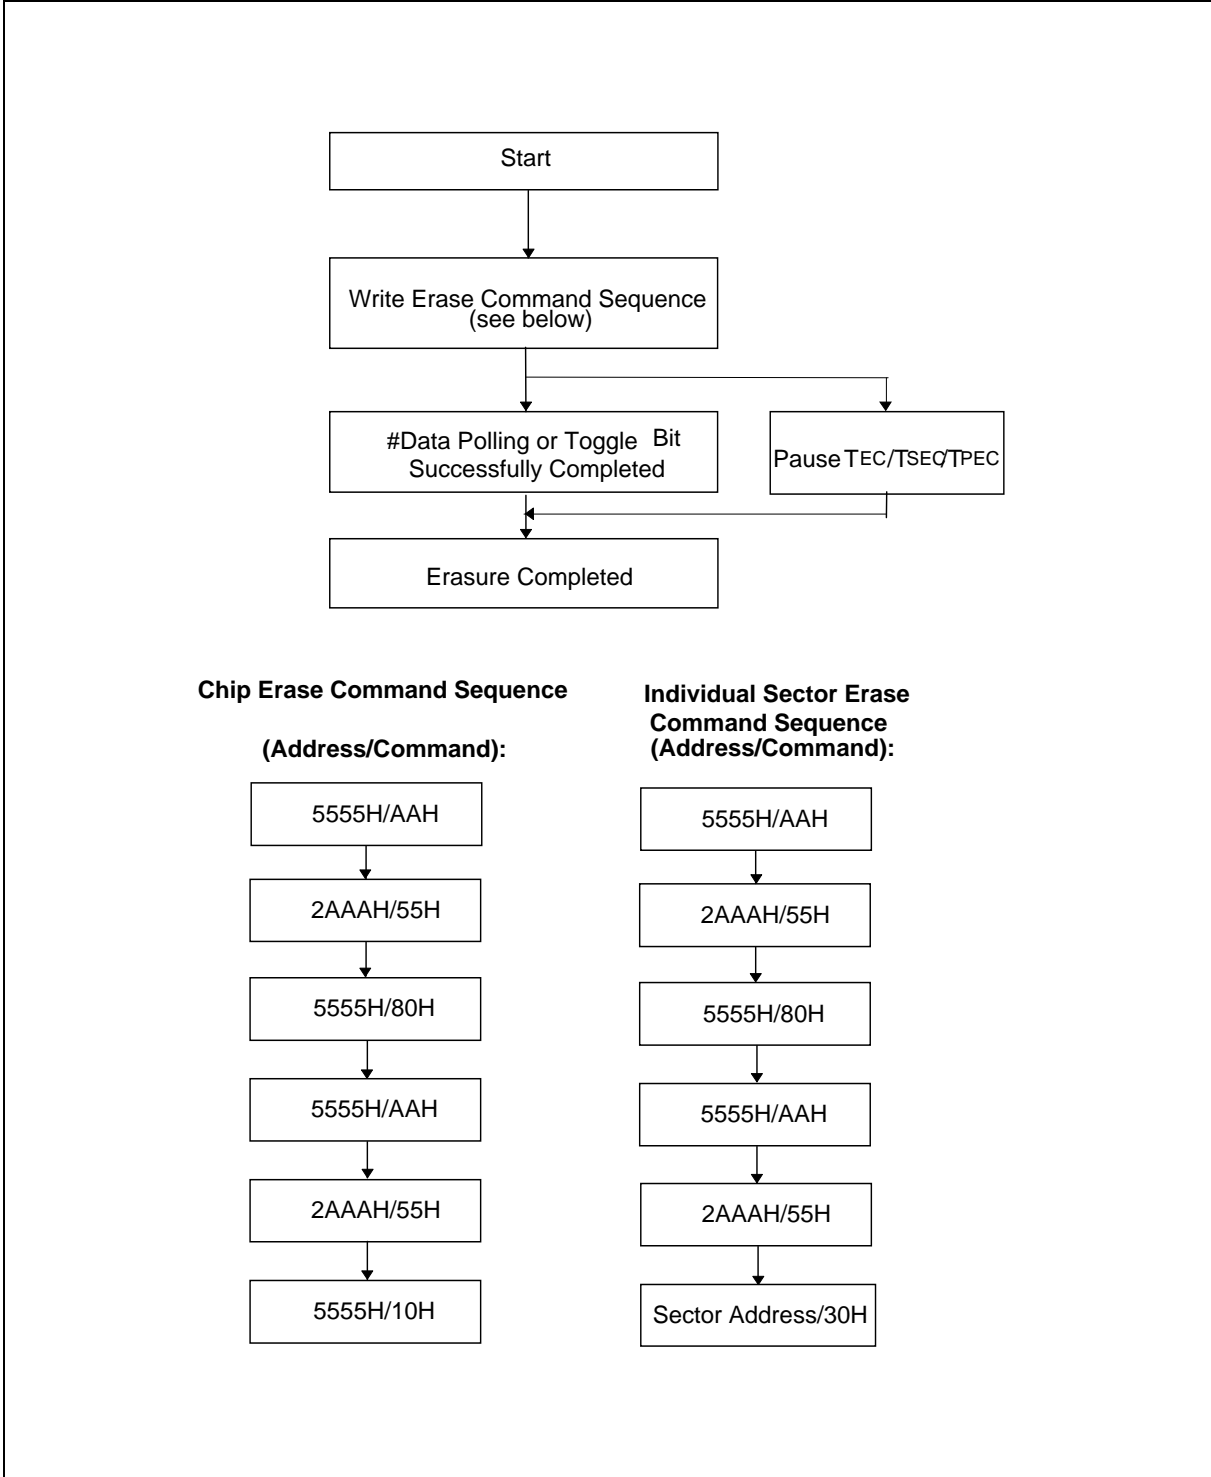 Start
Write Erase Command Sequence
(see below)
#Data Polling or Toggle Bit
Successfully Completed
Pause TEC/TSEC/TPEC
Erasure Completed
Chip Erase Command Sequence
(Address/Command):
5555H/AAH
2AAAH/55H
5555H/80H
5555H/AAH
2AAAH/55H
5555H/10H
Individual Sector Erase
Command Sequence
(Address/Command):
5555H/AAH
2AAAH/55H
5555H/80H
5555H/AAH
2AAAH/55H
Sector Address/30H